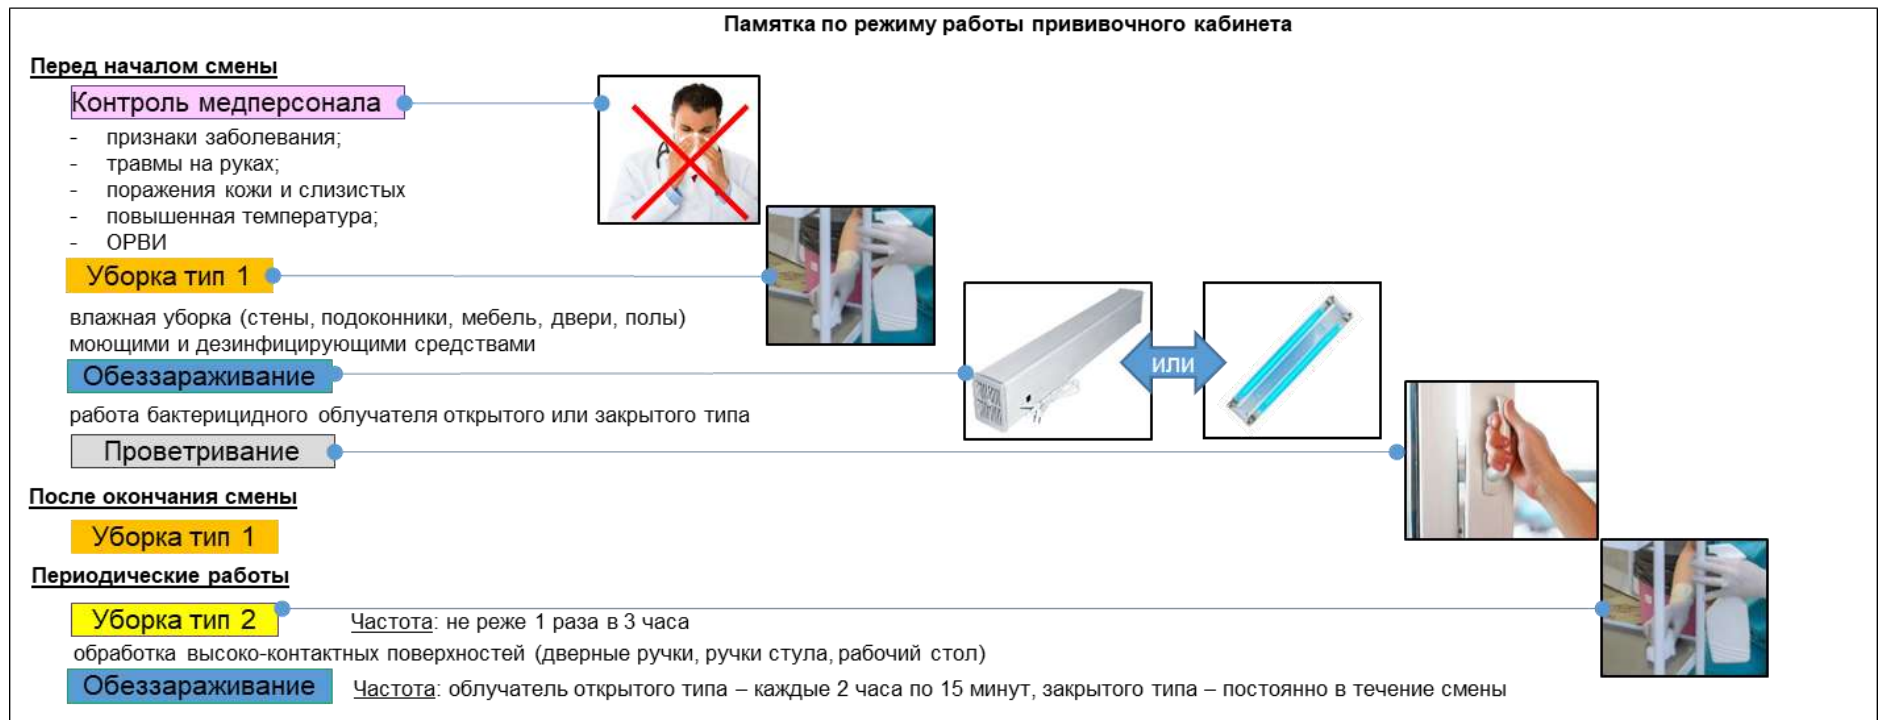 Памятка по режиму работы прививочного кабинета
Перед началом смены
Контроль медперсонала
- признаки заболевания;
- травмы на руках;
- поражения кожи и слизистых
- повышенная температура;
- ОРВИ
Уборка тип 1
влажная уборка (стены, подоконники, мебель, двери, полы)
моющими и дезинфицирующими средствами
Обеззараживание
или
работа бактерицидного облучателя открытого или закрытого типа
Проветривание
После окончания смены
Уборка тип 1
Периодические работы
Уборка тип 2 Частота: не реже 1 раза в 3 часа
обработка высоко-контактных поверхностей (дверные ручки, ручки стула, рабочий стол)
Обеззараживание Частота: облучатель открытого типа – каждые 2 часа по 15 минут, закрытого типа – постоянно в течение смены